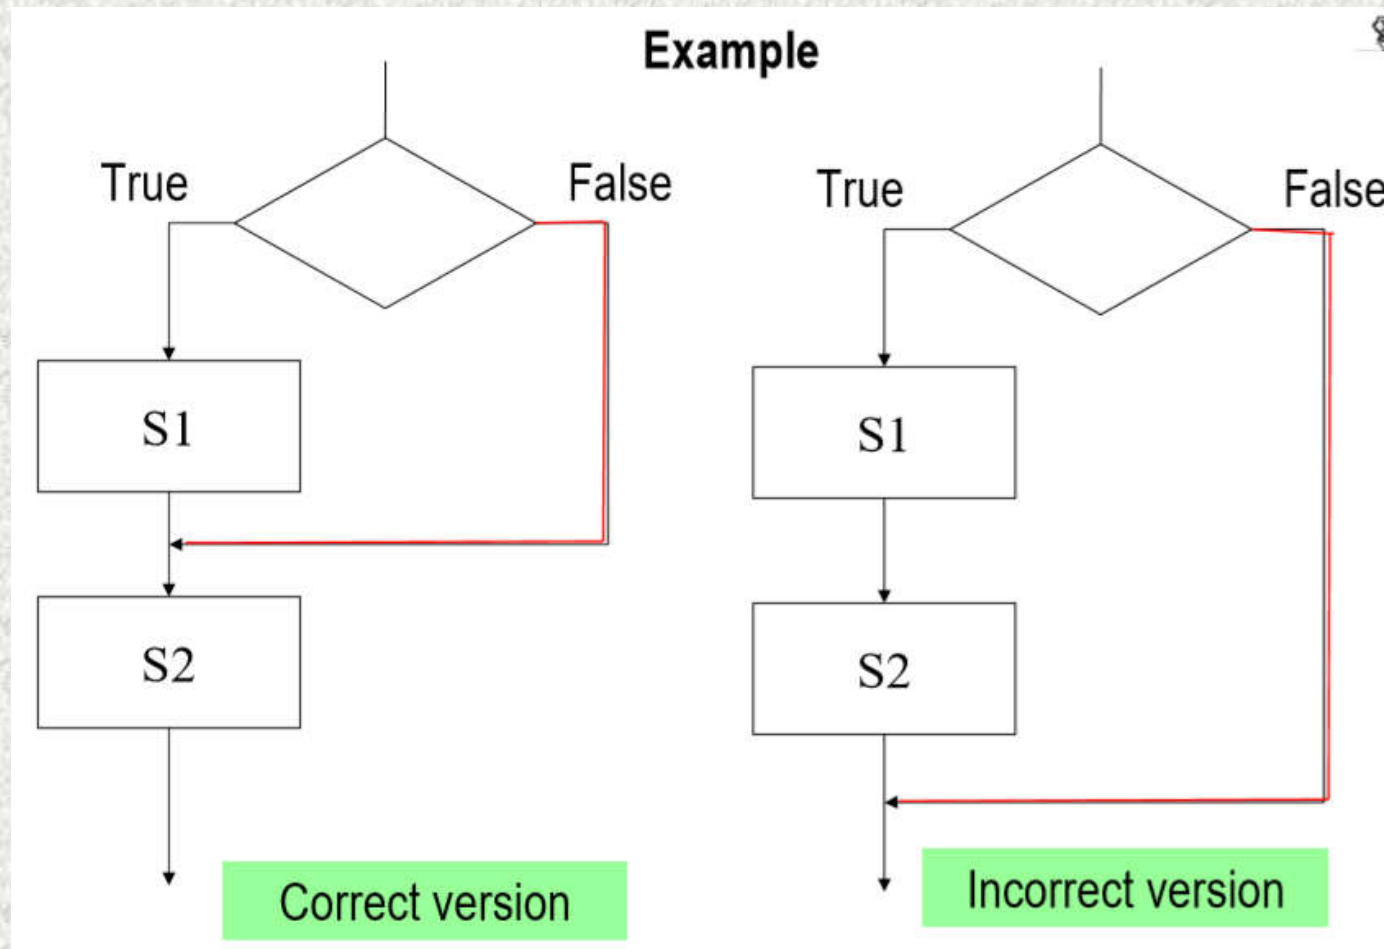 Example
True
False
S1
S2
Correct version
True
False
S1
S2
Incorrect version